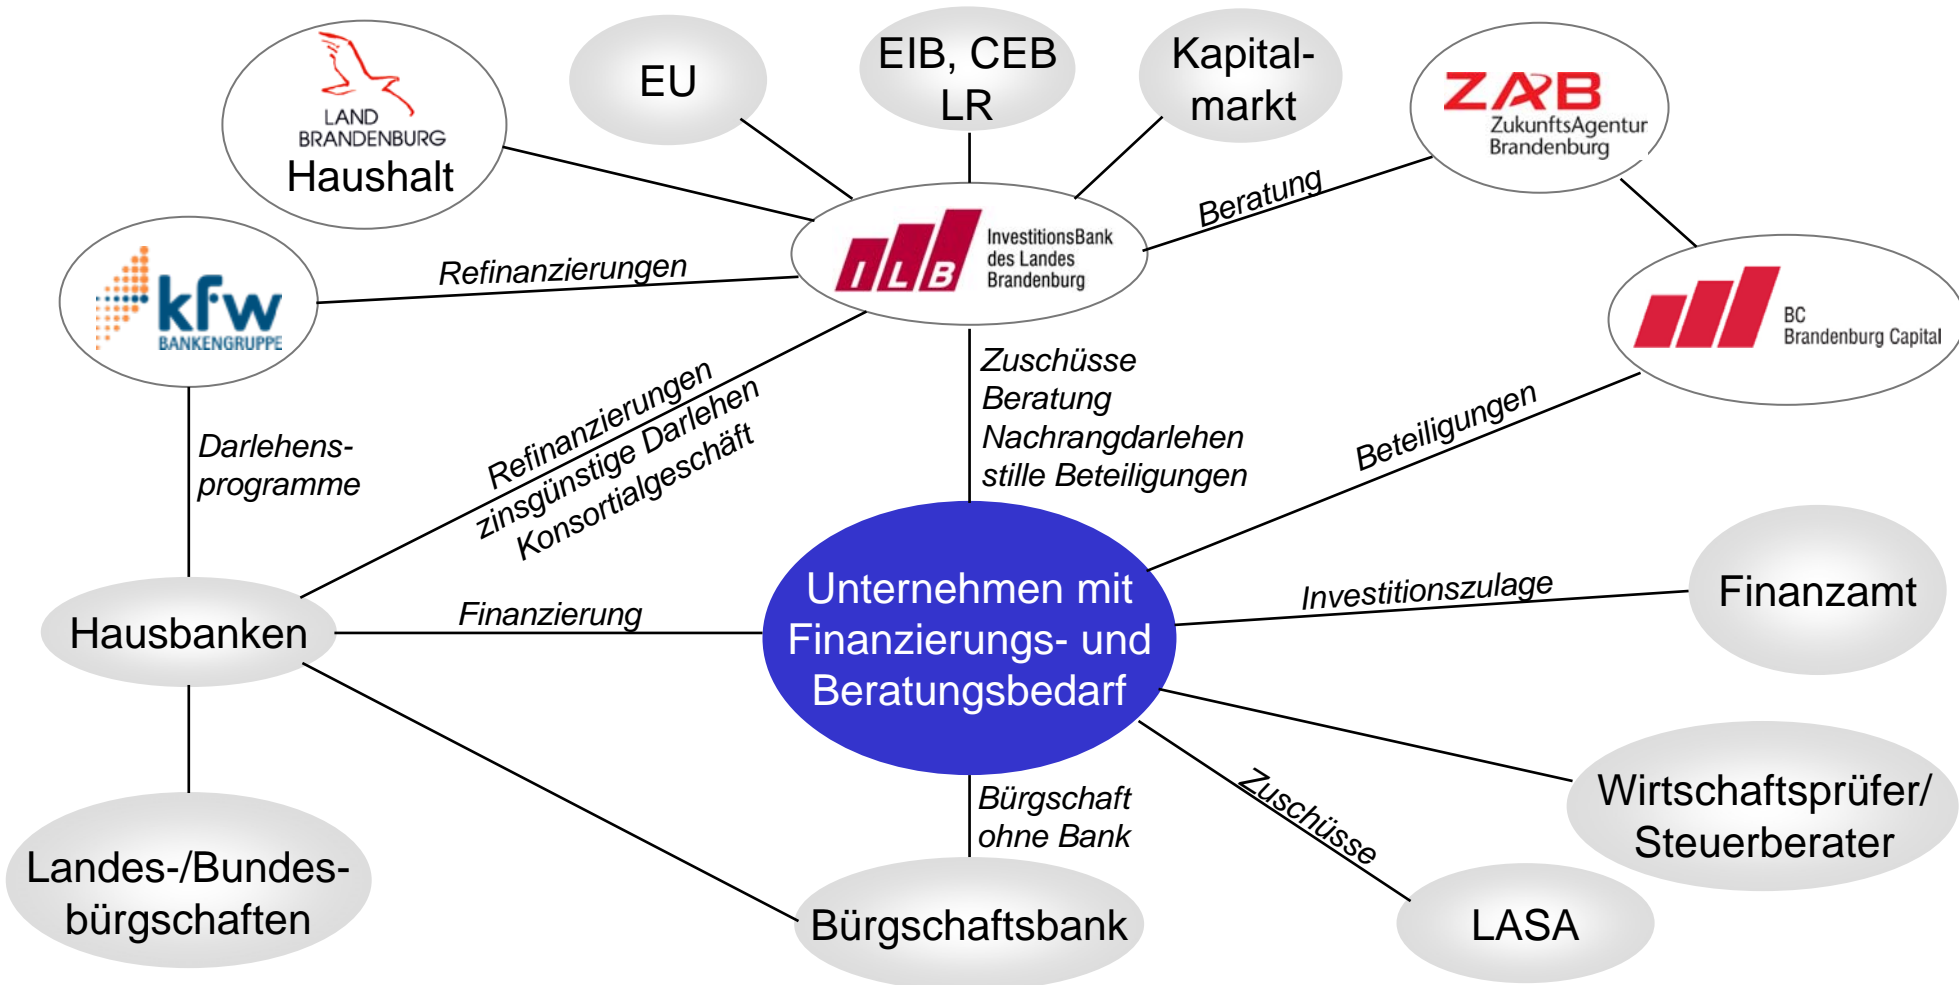 LAND
BRANDENBURG
Haushalt
EU
EIB, CEB
LR
Kapital-
markt
ZAB
ZukunftsAgentur
Brandenburg
Beratung
ILB
InvestitionsBank
des Landes
Brandenburg
Refinanzierungen
kfw
BANKENGRUPPE
BC
Brandenburg Capital
Zuschüsse
Beratung
Nachrangdarlehen
stille Beteiligungen
Refinanzierungen
zinsgünstige Darlehen
Konsortialgeschäft
Beteiligungen
Darlehens-
programme
Unternehmen mit
Finanzierungs- und
Beratungsbedarf
Investitionszulage
Finanzamt
Hausbanken
Finanzierung
Bürgschaft
ohne Bank
Zuschüsse
Wirtschaftsprüfer/
Steuerberater
Landes-/Bundes-
bürgschaften
Bürgschaftsbank
LASA